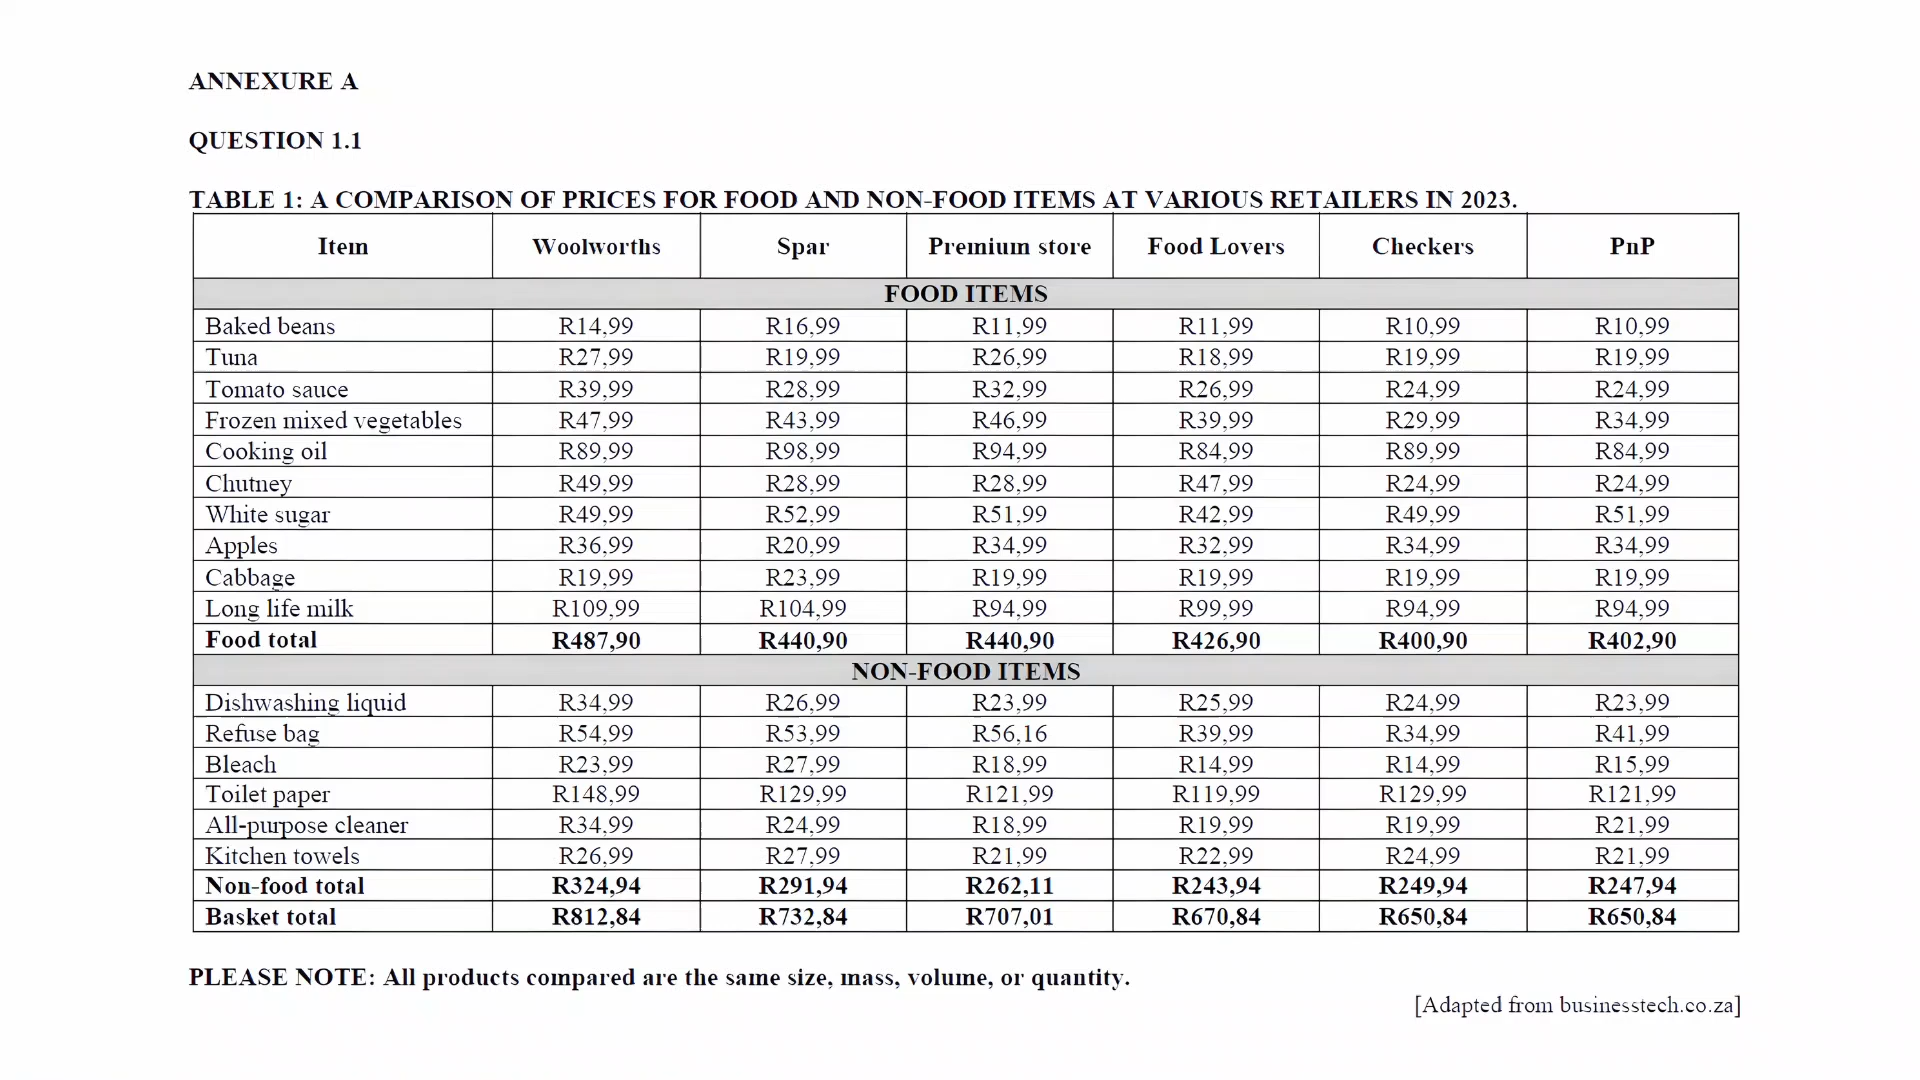 ANNEXURE A
QUESTION 1.1
TABLE 1: A COMPARISON OF PRICES FOR FOOD AND NON-FOOD ITEMS AT VARIOUS RETAILERS IN 2023.
Item Woolworths Spar Premium store Food Lovers Checkers PnP
FOOD ITEMS
Baked beans R14,99 R16,99 R11,99 R11,99 R10,99 R10,99
Tuna R27,99 R19,99 R26,99 R18,99 R19,99 R19,99
Tomato sauce R39,99 R28,99 R32,99 R26,99 R24,99 R24,99
Frozen mixed vegetables R47,99 R43,99 R46,99 R39,99 R29,99 R34,99
Cooking oil R89,99 R98,99 R94,99 R84,99 R89,99 R84,99
Chutney R49,99 R28,99 R28,99 R47,99 R24,99 R24,99
White sugar R49,99 R52,99 R51,99 R42,99 R49,99 R51,99
Apples R36,99 R20,99 R34,99 R32,99 R34,99 R34,99
Cabbage R19,99 R23,99 R19,99 R19,99 R19,99 R19,99
Long life milk R109,99 R104,99 R94,99 R99,99 R94,99 R94,99
Food total R487,90 R440,90 R440,90 R426,90 R400,90 R402,90
NON-FOOD ITEMS
Dishwashing liquid R34,99 R26,99 R23,99 R25,99 R24,99 R23,99
Refuse bag R54,99 R53,99 R56,16 R39,99 R34,99 R41,99
Bleach R23,99 R27,99 R18,99 R14,99 R14,99 R15,99
Toilet paper R148,99 R129,99 R121,99 R119,99 R129,99 R121,99
All-purpose cleaner R34,99 R24,99 R18,99 R19,99 R19,99 R21,99
Kitchen towels R26,99 R27,99 R21,99 R22,99 R24,99 R21,99
Non-food total R324,94 R291,94 R262,11 R243,94 R249,94 R247,94
Basket total R812,84 R732,84 R707,01 R670,84 R650,84 R650,84
PLEASE NOTE: All products compared are the same size, mass, volume, or quantity.
[Adapted from businesstech.co.za]